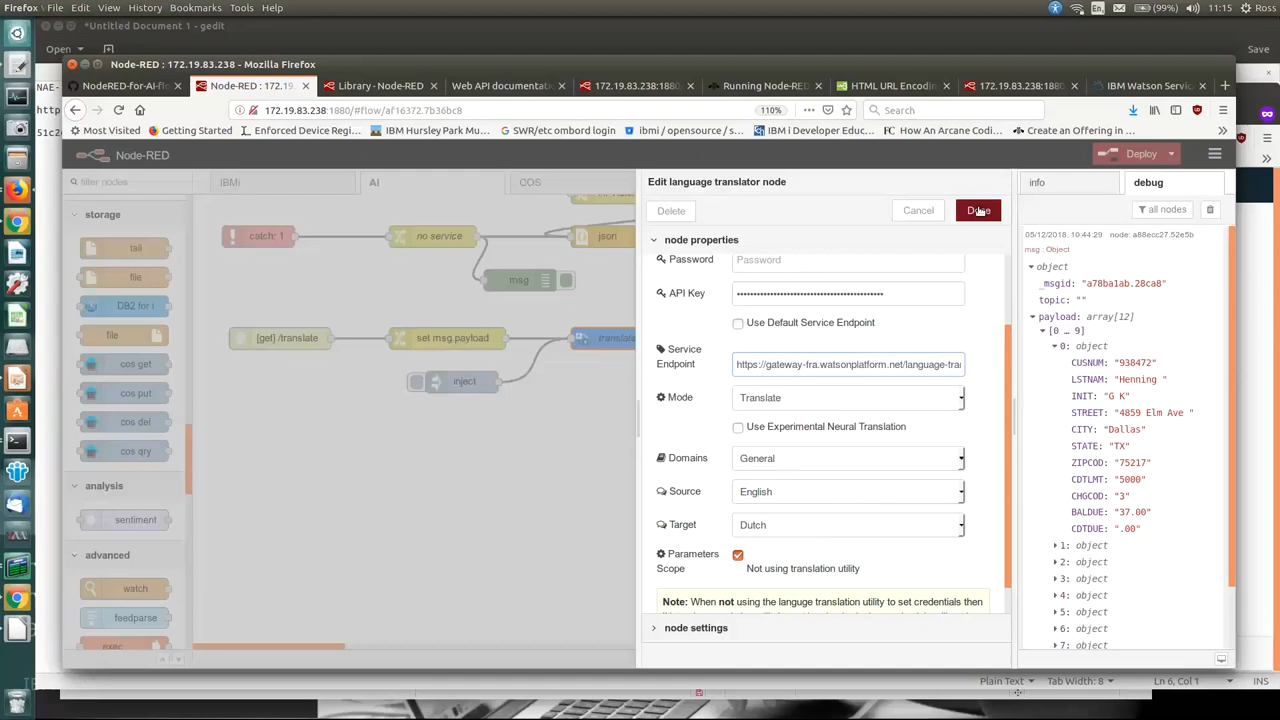 Firefox File Edit View History Bookmarks Tools Help
En (99%) 11:15 Ross
*Untitled Document 1 - gedit
Open Save
Node-RED : 172.19.83.238 - Mozilla Firefox
NodeRED-for-AI-fl Node-RED : 172.19. Library - Node-RED Web API documentat 172.19.83.238:1880/ Running Node-RED HTML URL Encodin 172.19.83.238:1880/ IBM Watson Servic
NAE-
172.19.83.238:1880/#flow/af16372.7b36bc8 110% Search
http
Most Visited Getting Started Enforced Device Regi... IBM Hursley Park Mu... SWR/etc ombord login ibmi / opensource / s... IBM i Developer Educ... How An Arcane Codi... Create an Offering in ...
51c2
Node-RED Deploy
filter nodes
IBMi AI COS
storage
tail
file
DB2 for i
file
cos get
cos put
cos del
cos qry
analysis
sentiment
advanced
watch
feedparse
exec
catch: 1 no service json
msg
[get] /translate set msg.payload translate
inject
Edit language translator node
Delete Cancel Done
node properties
Password Password
API Key
Use Default Service Endpoint
Service Endpoint https://gateway-fra.watsonplatform.net/language-tra
Mode Translate
Use Experimental Neural Translation
Domains General
Source English
Target Dutch
Parameters Scope
Not using translation utility
Note: When not using the languge translation utility to set credentials then
node settings
info debug
all nodes
05/12/2018, 10:44:29 node: a88ecc27.52e5b
msg : Object
object
_msgid: "a78ba1ab.28ca8"
topic: ""
payload: array[12]
[0 … 9]
0: object
CUSNUM: "938472"
LSTNAM: "Henning "
INIT: "G K"
STREET: "4859 Elm Ave "
CITY: "Dallas"
STATE: "TX"
ZIPCOD: "75217"
CDTLMT: "5000"
CHGCOD: "3"
BALDUE: "37.00"
CDTDUE: ".00"
1: object
2: object
3: object
4: object
5: object
6: object
7: object
Plain Text Tab Width: 8 Ln 6, Col 1 INS